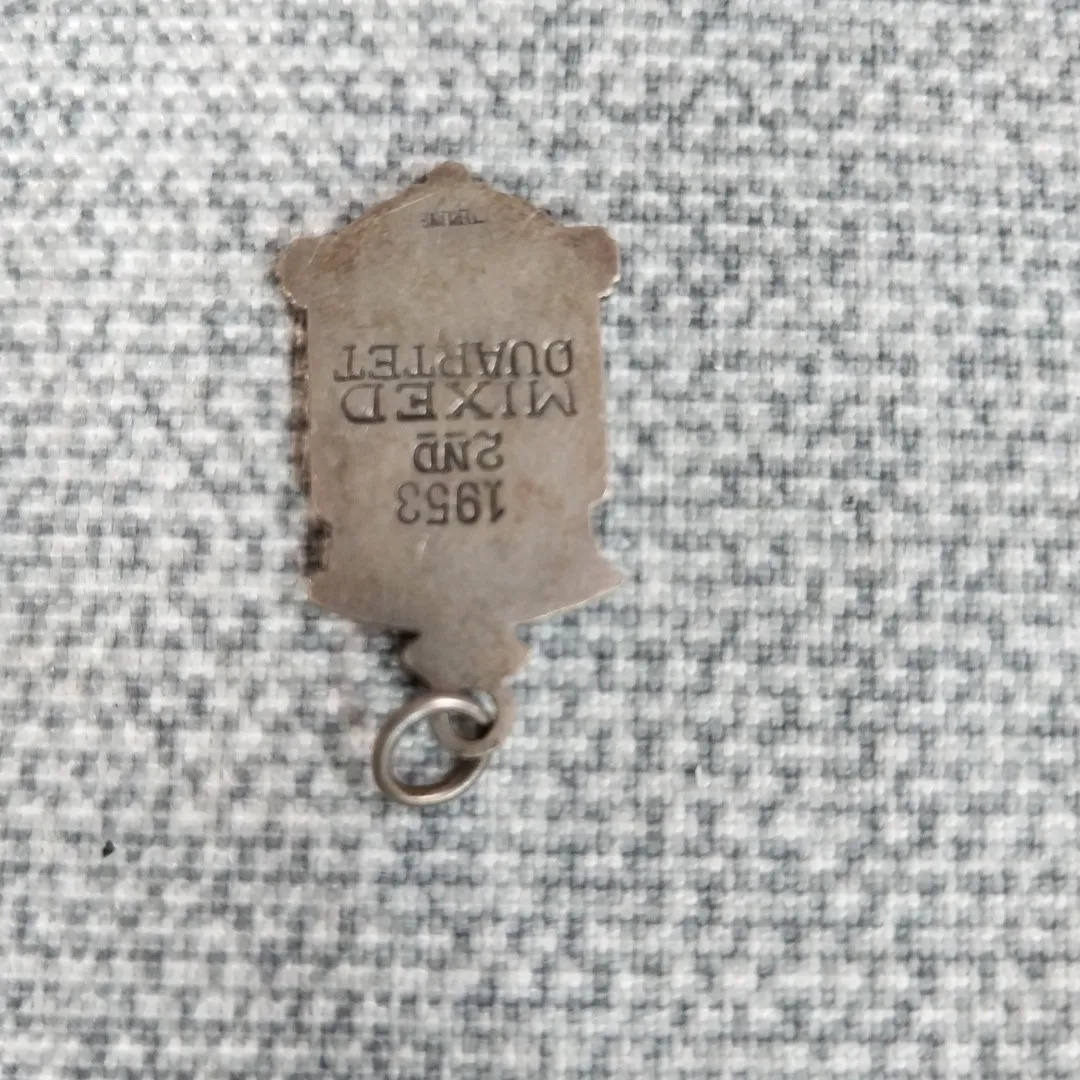 1953
2ND
MIXED
QUARTET